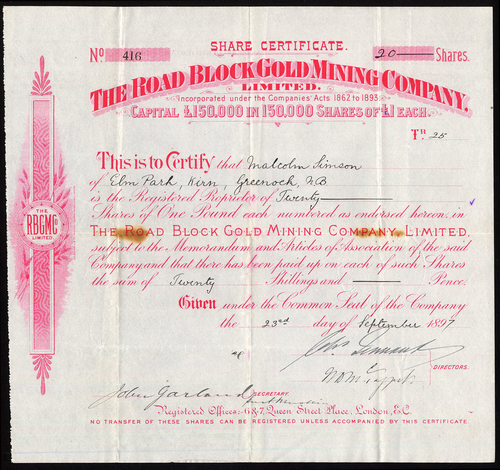 SHARE CERTIFICATE.
No 416
20 Shares.
THE ROAD BLOCK GOLD MINING COMPANY,
LIMITED.
Incorporated under the Companies' Acts 1862 to 1893.
CAPITAL £150,000 IN 150,000 SHARES OF £1 EACH.
Tr 25
This is to Certify that Malcolm Simson
of Elm Park, Kirn, Greenock, N.B.
is the Registered Proprietor of Twenty
Shares of One Pound each numbered as endorsed hereon, in
THE ROAD BLOCK GOLD MINING COMPANY, LIMITED,
subject to the Memorandum and Articles of Association of the said
Company and that there has been paid up on each of such Shares
the sum of Twenty Shillings and Pence.
Given under the Common Seal of the Company
the 23rd day of September 1897
DIRECTORS.
John Garland SECRETARY
Registered Offices: 6 & 7, Queen Street Place, London, E.C.
NO TRANSFER OF THESE SHARES CAN BE REGISTERED UNLESS ACCOMPANIED BY THIS CERTIFICATE
THE
RBGMCo
LIMITED.